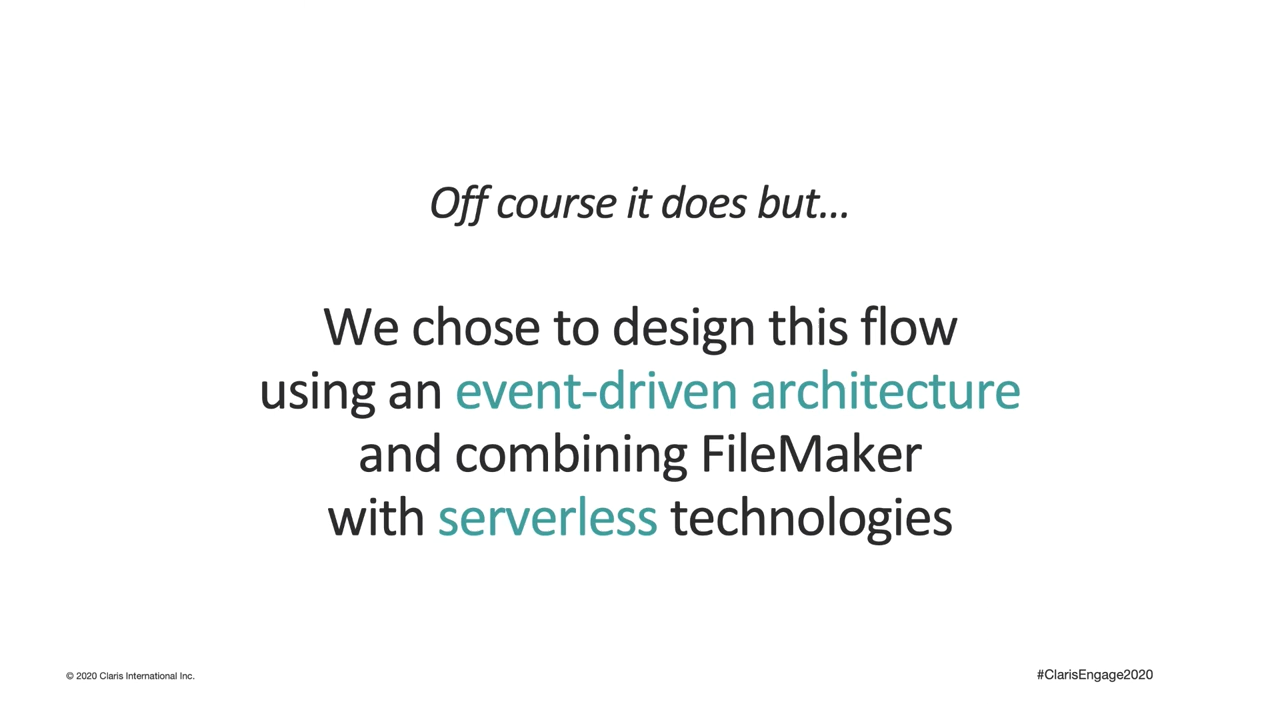 Off course it does but...
We chose to design this flow
using an event-driven architecture
and combining FileMaker
with serverless technologies
© 2020 Claris International Inc.
#ClarisEngage2020